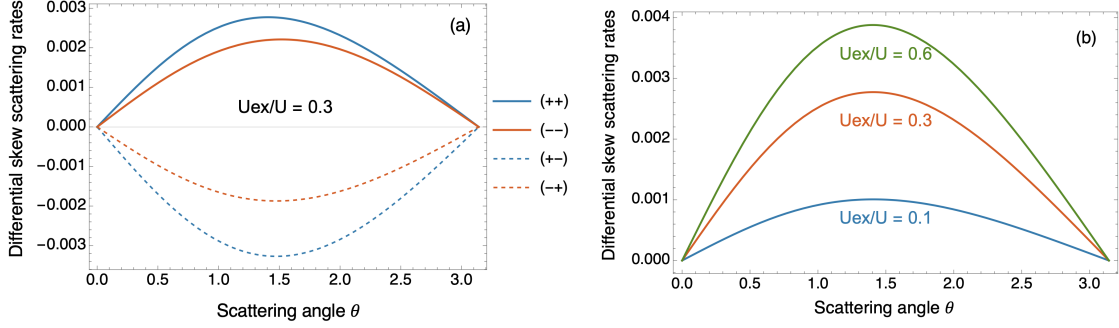 Differential skew scattering rates
0.003
0.002
0.001
0.000
−0.001
−0.002
−0.003
(a)
Uex/U = 0.3
0.0 0.5 1.0 1.5 2.0 2.5 3.0
Scattering angle θ
(++)
(−−)
(+−)
(−+)
Differential skew scattering rates
0.004
0.003
0.002
0.001
0.000
(b)
Uex/U = 0.6
Uex/U = 0.3
Uex/U = 0.1
0.0 0.5 1.0 1.5 2.0 2.5 3.0
Scattering angle θ